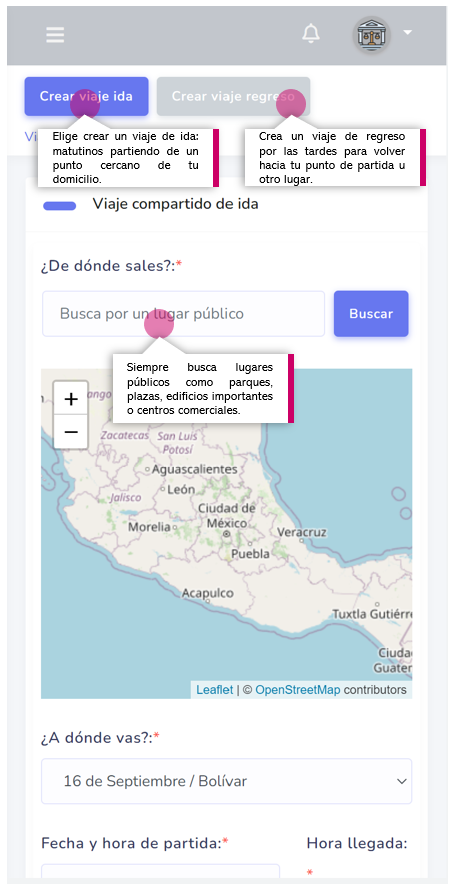 Crear viaje ida
Crear viaje regreso
Vi
Elige crear un viaje de ida:
matutinos partiendo de un
punto cercano de tu
domicilio.
Crea un viaje de regreso
por las tardes para volver
hacia tu punto de partida u
otro lugar.
Viaje compartido de ida
¿De dónde sales?:*
Busca por un lugar público
Buscar
Siempre busca lugares
públicos como parques,
plazas, edificios importantes
o centros comerciales.
+
−
ango
Zacatecas
San Luis
Potosí
Aguascalientes
León
Jalisco
Ciudad de
México
Morelia
Veracruz
Puebla
Acapulco
Tuxtla Gutiérre
Ciuda
Guater
Leaflet | © OpenStreetMap contributors
¿A dónde vas?:*
16 de Septiembre / Bolívar
Fecha y hora de partida:*
Hora llegada:
*